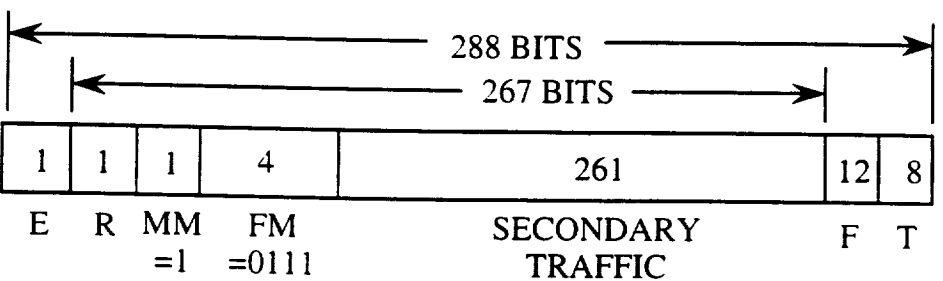 288 BITS
267 BITS
1 1 1 4 261 12 8
E R MM FM SECONDARY F T
=1 =0111 TRAFFIC